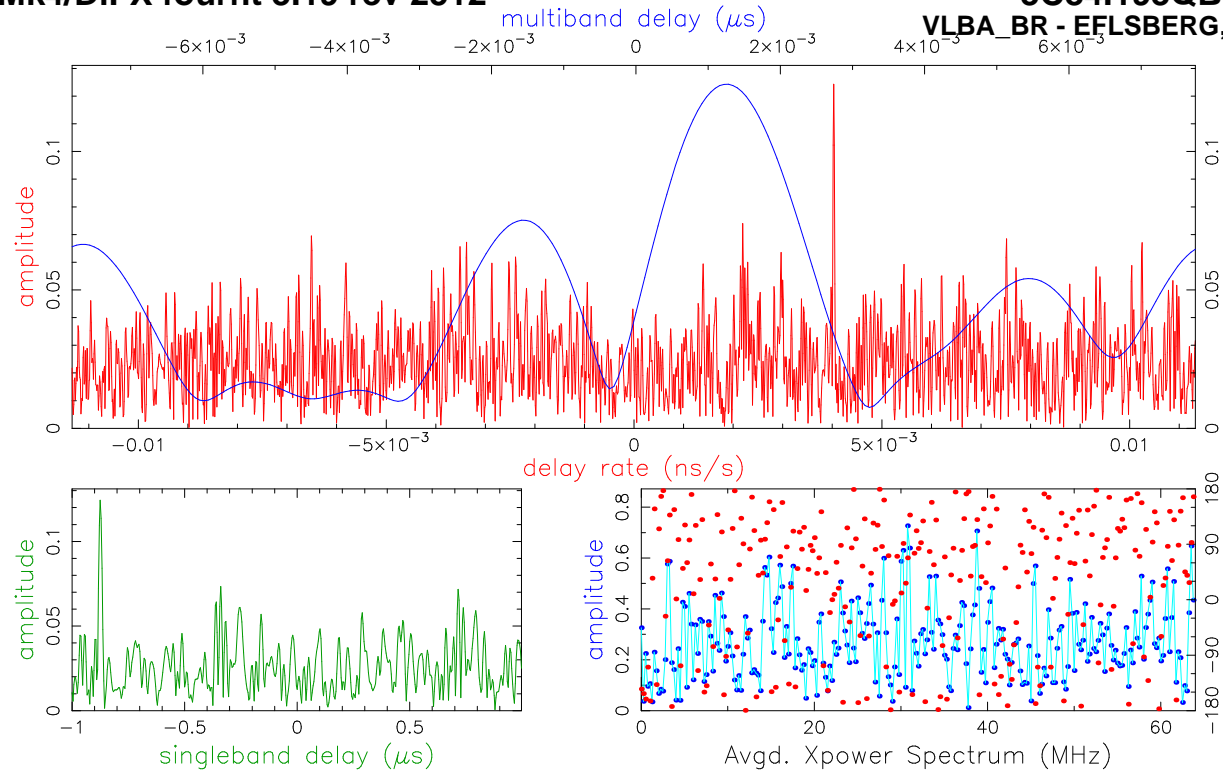 multiband delay (μs)
VLBA_BR - EFLSBERG,
−6×10⁻³ −4×10⁻³ −2×10⁻³ 0 2×10⁻³ 4×10⁻³ 6×10⁻³
amplitude
0 0.05 0.1
0 0.05 0.1
−0.01 −5×10⁻³ 0 5×10⁻³ 0.01
delay rate (ns/s)
amplitude
0 0.05 0.1
−1 −0.5 0 0.5
singleband delay (μs)
amplitude
0 0.2 0.4 0.6 0.8
−180 −90 0 90 180
0 20 40 60
Avgd. Xpower Spectrum (MHz)